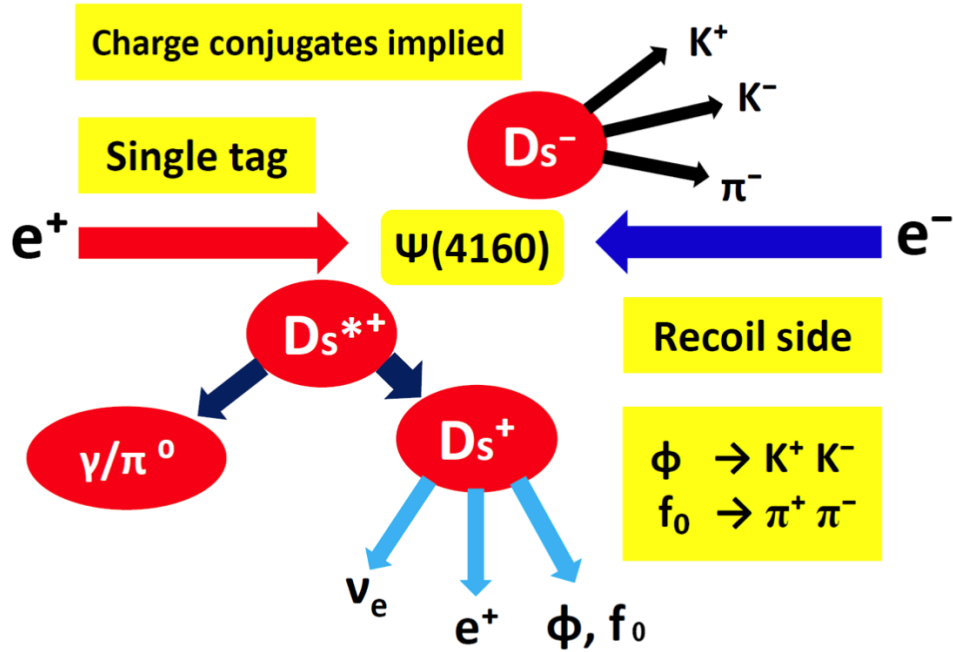 Charge conjugates implied
K⁺
K⁻
π⁻
Ds⁻
Single tag
e⁺
Ψ(4160)
e⁻
Ds*⁺
Recoil side
γ/π⁰
Ds⁺
ϕ → K⁺ K⁻
f₀ → π⁺ π⁻
νₑ
e⁺
ϕ, f₀